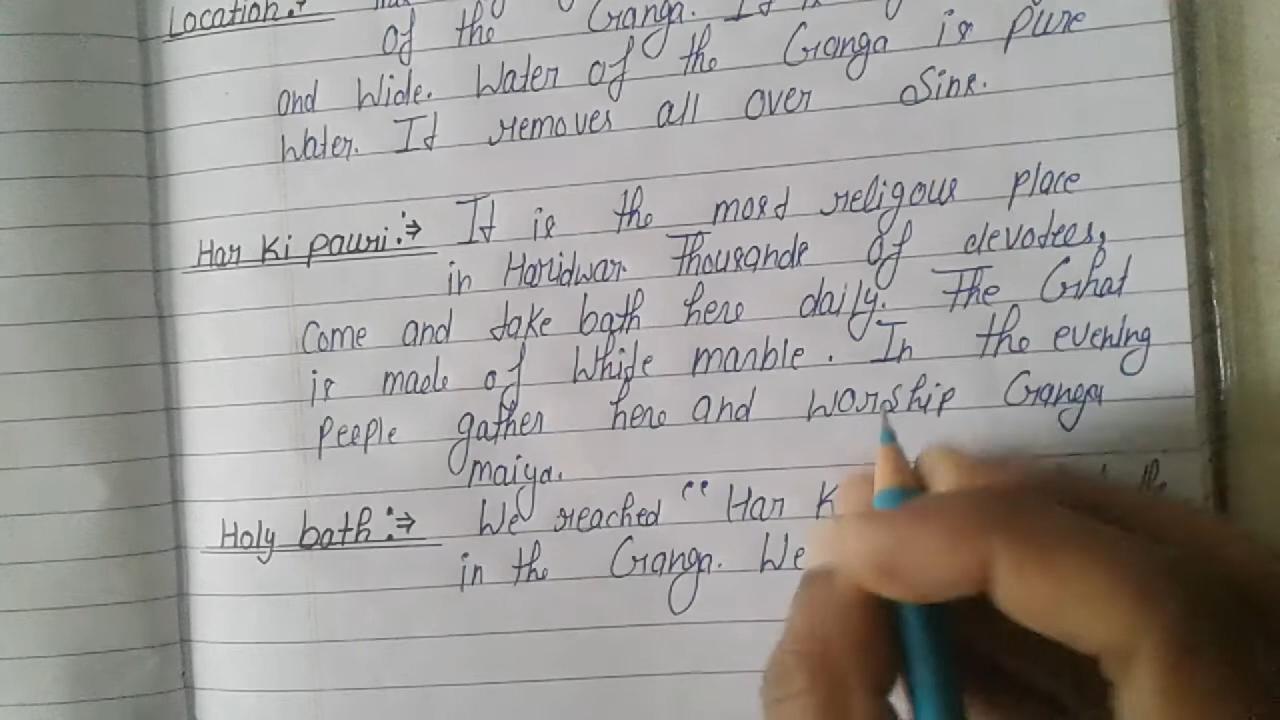 Location:→
of the Ganga. It
and Wide. Water of the Ganga is pure
Water. It removes all over Sins.
Har Ki pauri:⇒ It is the most religous place
in Haridwar. Thousands of devotees,
Come and take bath here daily. The Ghat
is made of White marble. In the evening
Peeple gather here and worship Ganga
maiya.
Holy bath:⇒ We reached "Har K
in the Ganga. We